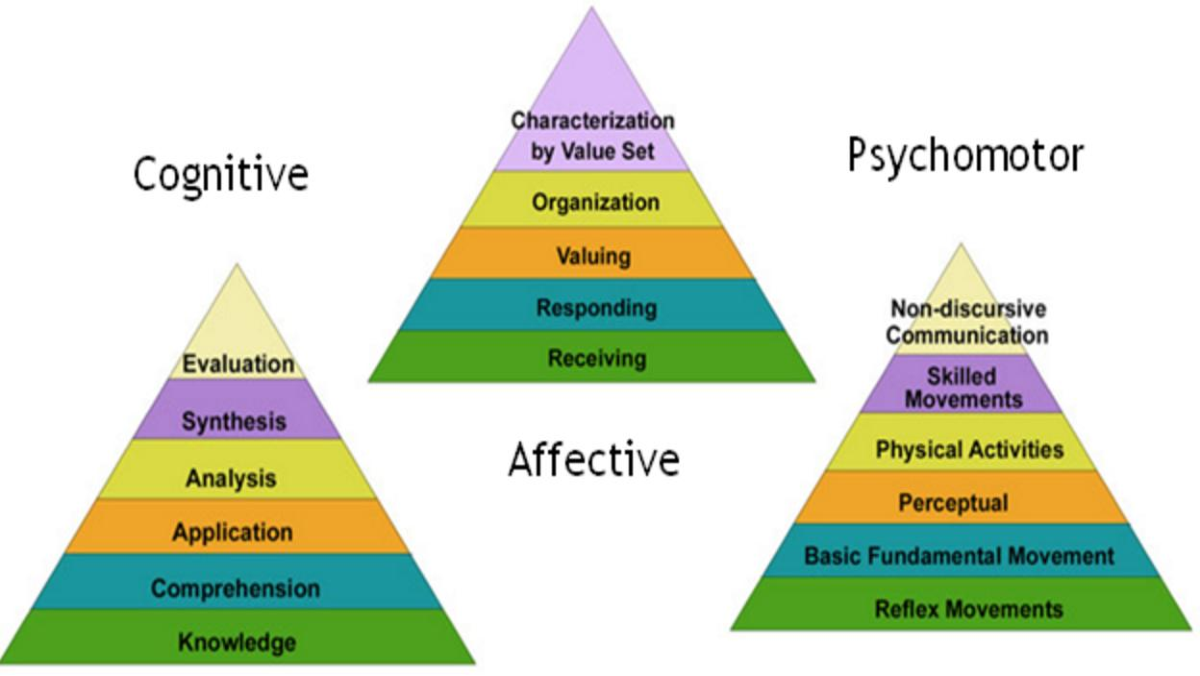 Cognitive
Evaluation
Synthesis
Analysis
Application
Comprehension
Knowledge
Characterization
by Value Set
Organization
Valuing
Responding
Receiving
Affective
Psychomotor
Non-discursive
Communication
Skilled
Movements
Physical Activities
Perceptual
Basic Fundamental Movement
Reflex Movements